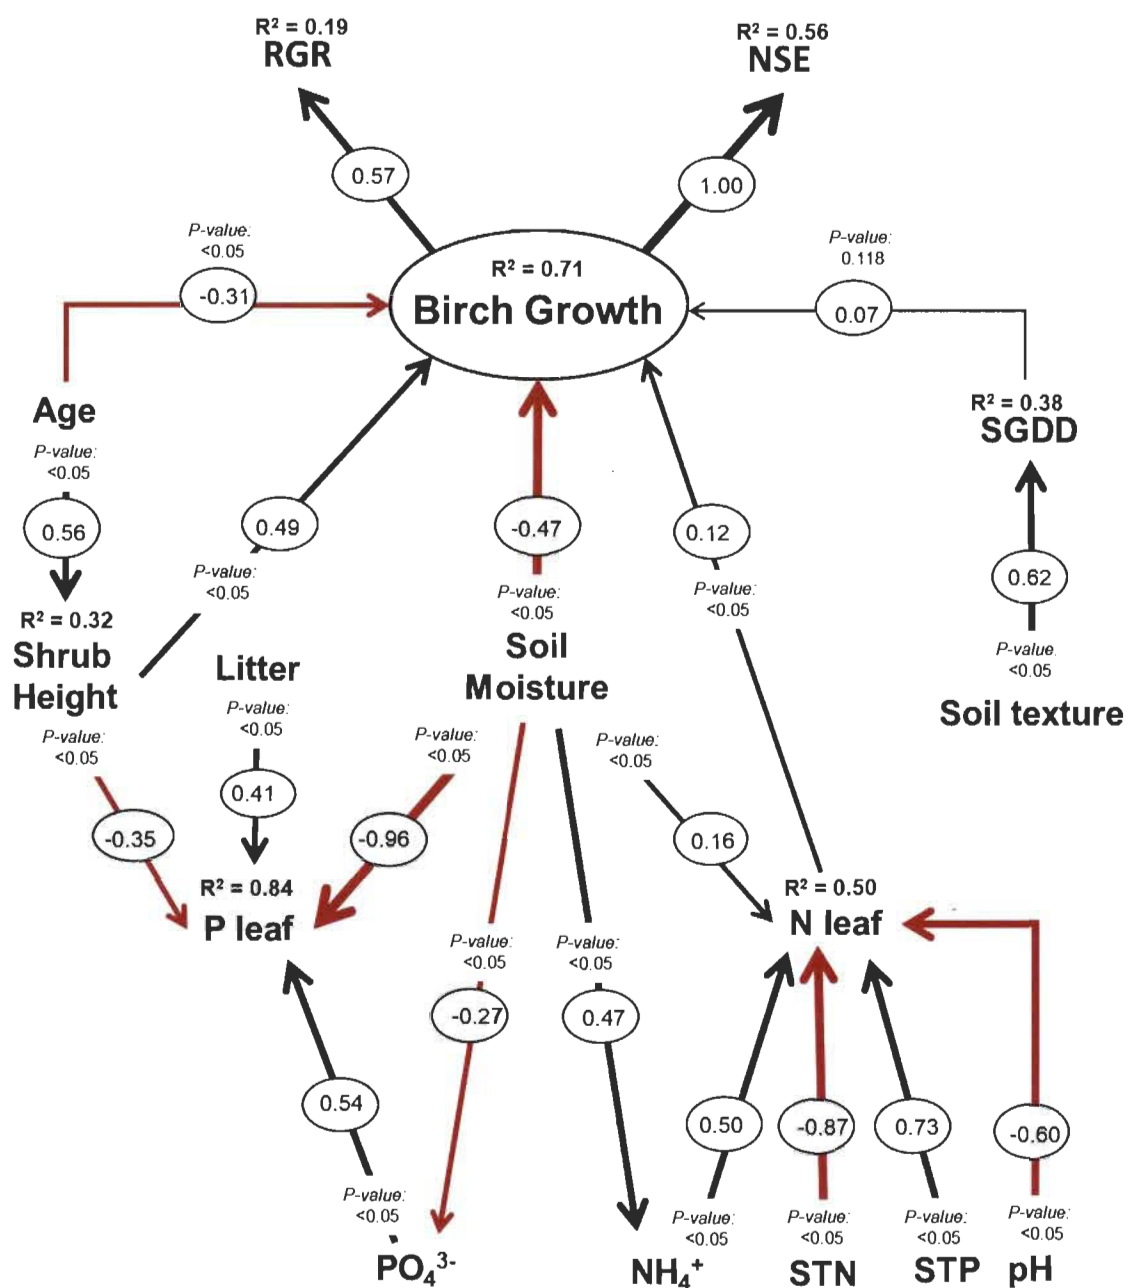 R² = 0.19
RGR
R² = 0.56
NSE
0.57
1.00
P-value:
<0.05
-0.31
R² = 0.71
Birch Growth
P-value:
0.118
0.07
Age
P-value:
<0.05
0.56
R² = 0.38
SGDD
0.49
-0.47
0.12
0.62
P-value:
<0.05
P-value:
<0.05
P-value:
<0.05
P-value:
<0.05
R² = 0.32
Shrub
Height
Litter
Soil
Moisture
Soil texture
P-value:
<0.05
P-value:
<0.05
P-value:
<0.05
P-value:
<0.05
-0.35
0.41
-0.96
0.16
R² = 0.84
P leaf
R² = 0.50
N leaf
P-value:
<0.05
P-value:
<0.05
-0.27
0.47
0.54
0.50
-0.87
0.73
-0.60
P-value:
<0.05
P-value:
<0.05
P-value:
<0.05
P-value:
<0.05
P-value:
<0.05
PO₄³⁻
NH₄⁺
STN
STP
pH